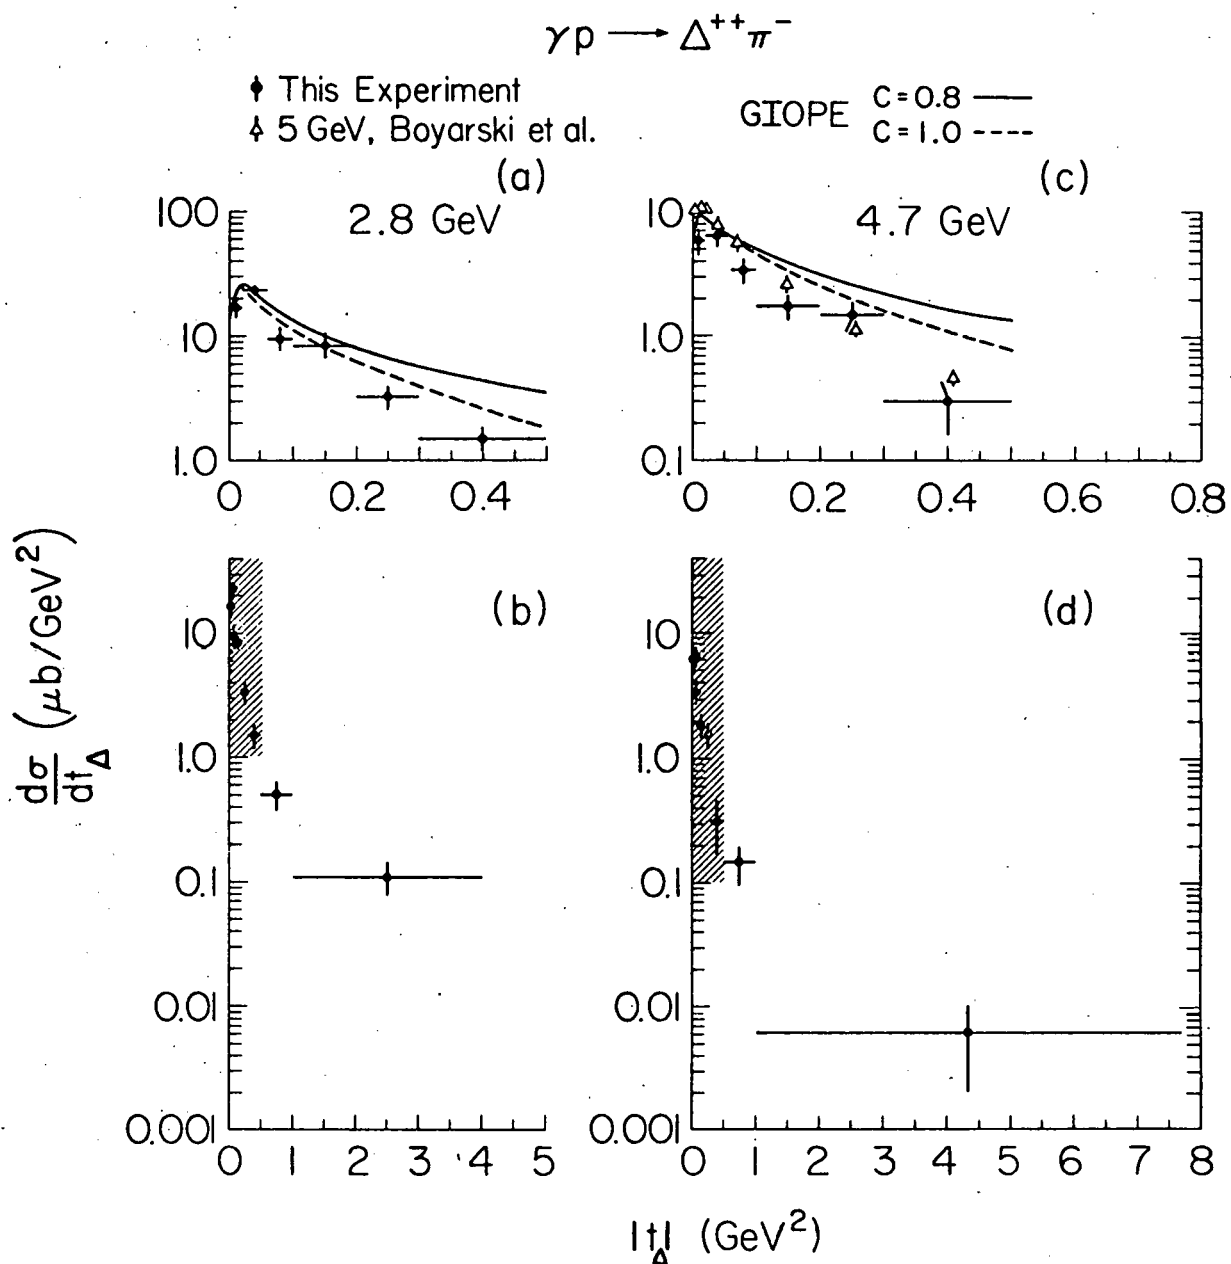 γp → Δ⁺⁺π⁻
This Experiment
5 GeV, Boyarski et al.
GIOPE C=0.8
C=1.0
(a)
2.8 GeV
100
10
1.0
0 0.2 0.4
(c)
4.7 GeV
10
1.0
0.1
0 0.2 0.4 0.6 0.8
dσ/dt_Δ (μb/GeV²)
(b)
10
1.0
0.1
0.01
0.001
0 1 2 3 4 5
(d)
10
1.0
0.1
0.01
0.001
0 1 2 3 4 5 6 7 8
|t_Δ| (GeV²)